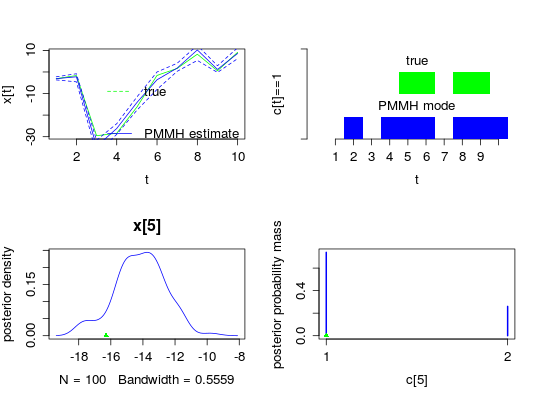 10
-10
-30
x[t]
true
PMMH estimate
2
4
6
8
10
t
c[t]==1
true
PMMH mode
1 2 3 4 5 6 7 8 9
t
x[5]
posterior density
0.15
0.00
-18 -16 -14 -12 -10 -8
N = 100 Bandwidth = 0.5559
posterior probability mass
0.4
0.0
1 2
c[5]